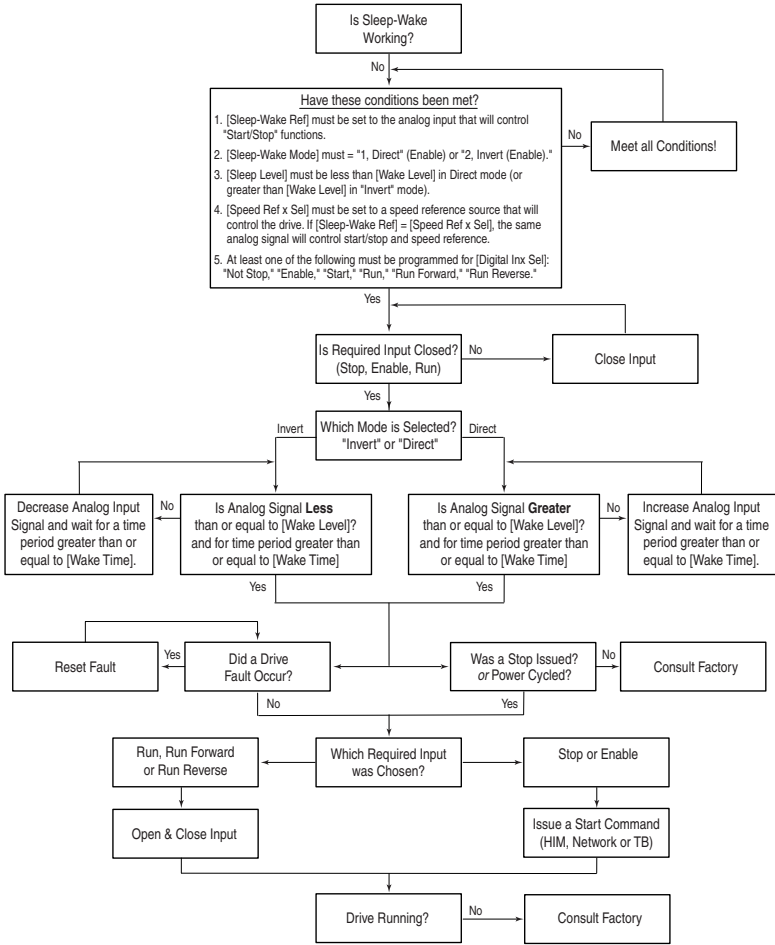 Is Sleep-Wake
Working?
No
Have these conditions been met?
1. [Sleep-Wake Ref] must be set to the analog input that will control
"Start/Stop" functions.
2. [Sleep-Wake Mode] must = "1, Direct" (Enable) or "2, Invert (Enable)."
3. [Sleep Level] must be less than [Wake Level] in Direct mode (or
greater than [Wake Level] in "Invert" mode).
4. [Speed Ref x Sel] must be set to a speed reference source that will
control the drive. If [Sleep-Wake Ref] = [Speed Ref x Sel], the same
analog signal will control start/stop and speed reference.
5. At least one of the following must be programmed for [Digital Inx Sel]:
"Not Stop," "Enable," "Start," "Run," "Run Forward," "Run Reverse."
No
Meet all Conditions!
Yes
Is Required Input Closed?
(Stop, Enable, Run)
No
Close Input
Yes
Which Mode is Selected?
"Invert" or "Direct"
Invert
Direct
Decrease Analog Input
Signal and wait for a time
period greater than or
equal to [Wake Time].
No
Is Analog Signal Less
than or equal to [Wake Level]?
and for time period greater than
or equal to [Wake Time]
Is Analog Signal Greater
than or equal to [Wake Level]?
and for time period greater than
or equal to [Wake Time]
No
Increase Analog Input
Signal and wait for a time
period greater than or
equal to [Wake Time].
Yes
Yes
Reset Fault
Yes
Did a Drive
Fault Occur?
Was a Stop Issued?
or Power Cycled?
No
Consult Factory
No
Yes
Run, Run Forward
or Run Reverse
Which Required Input
was Chosen?
Stop or Enable
Open & Close Input
Issue a Start Command
(HIM, Network or TB)
Drive Running?
No
Consult Factory